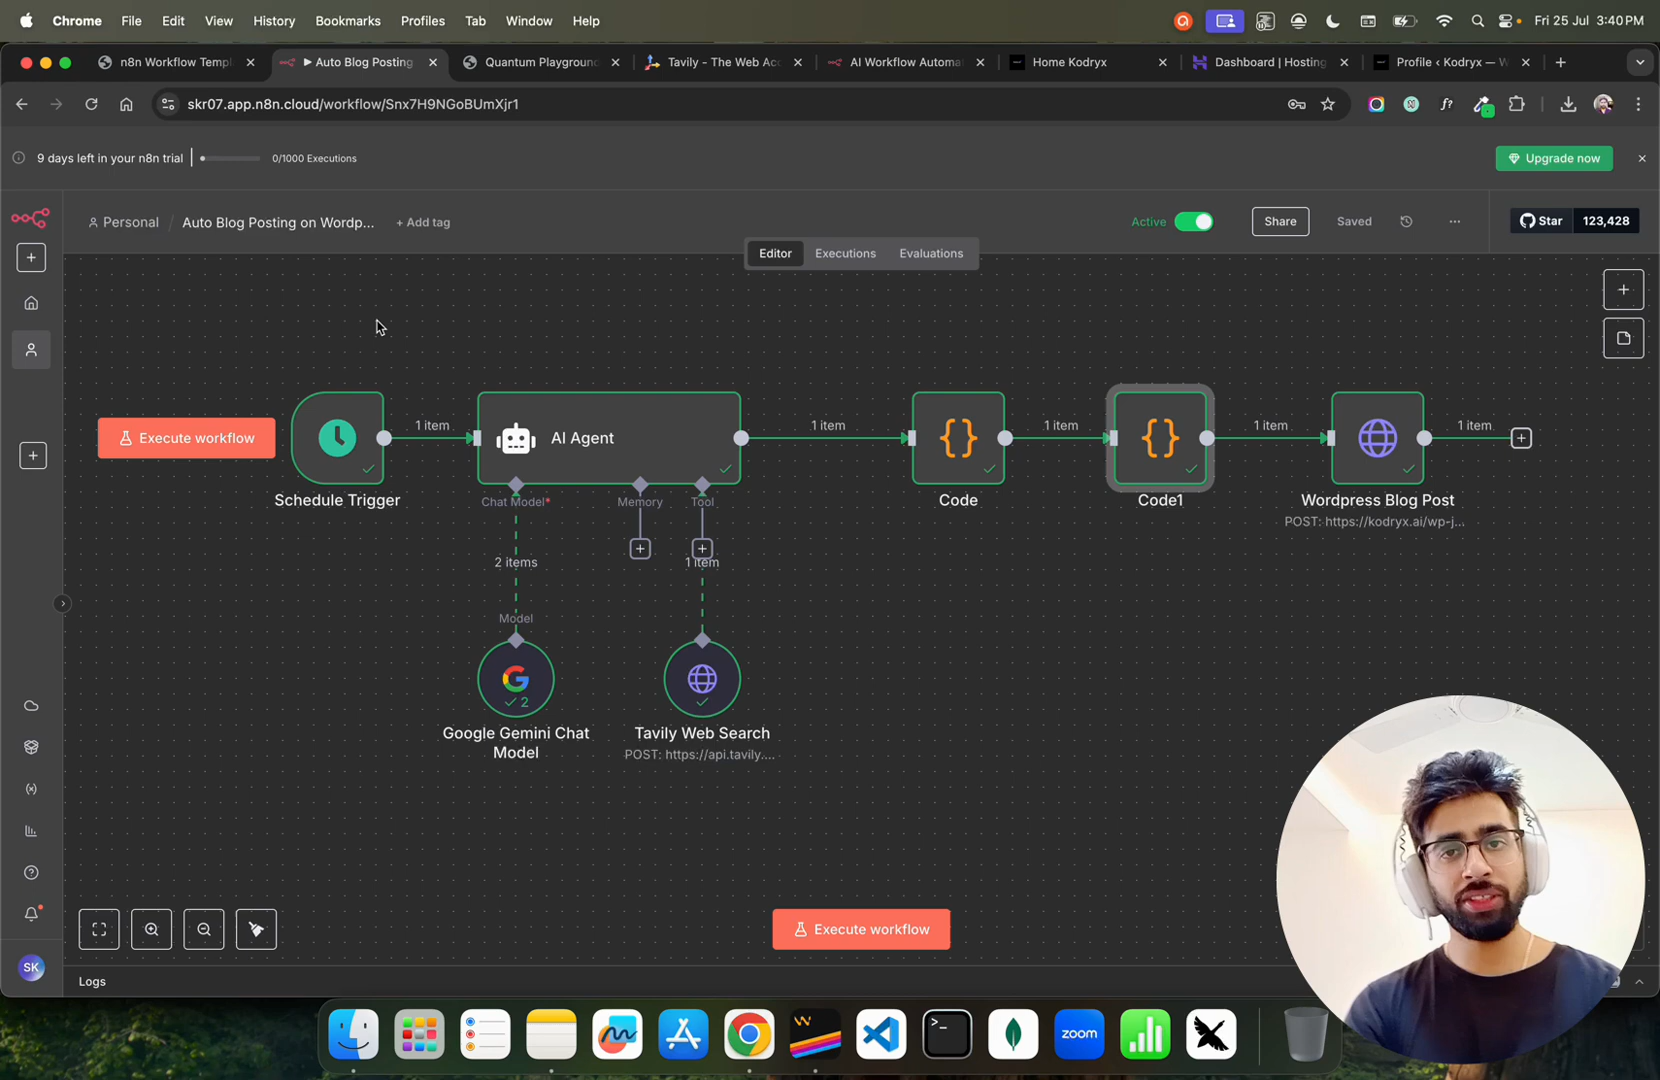 Chrome File Edit View History Bookmarks Profiles Tab Window Help
Fri 25 Jul 3:40 PM
n8n Workflow Templ
Auto Blog Posting
Quantum Playground
Tavily - The Web Acc
AI Workflow Automat
Home Kodryx
Dashboard | Hosting
Profile ‹ Kodryx — W
skr07.app.n8n.cloud/workflow/Snx7H9NGoBUmXjr1
f?
9 days left in your n8n trial
0/1000 Executions
Upgrade now
Personal / Auto Blog Posting on Wordp...
+ Add tag
Active
Share
Saved
Star
123,428
Editor
Executions
Evaluations
1 item
1 item
1 item
1 item
1 item
Execute workflow
AI Agent
Schedule Trigger
Chat Model*
Memory
Tool
Code
Code1
Wordpress Blog Post
POST: https://kodryx.ai/wp-j...
2 items
1 item
Model
2
Google Gemini Chat
Model
Tavily Web Search
POST: https://api.tavily....
Execute workflow
SK
Logs
zoom